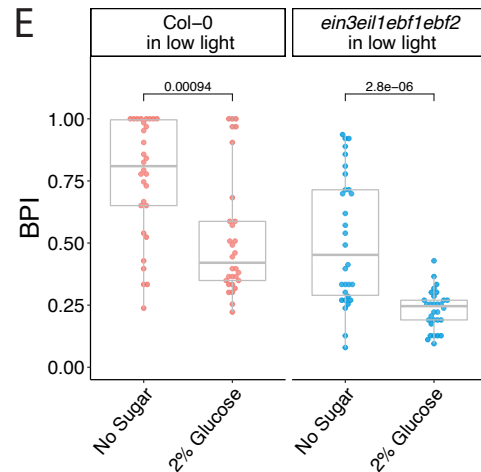 E
Col−0
in low light
ein3eil1ebf1ebf2
in low light
0.00094
2.8e−06
1.00
0.75
0.50
0.25
0.00
BPI
No Sugar
2% Glucose
No Sugar
2% Glucose